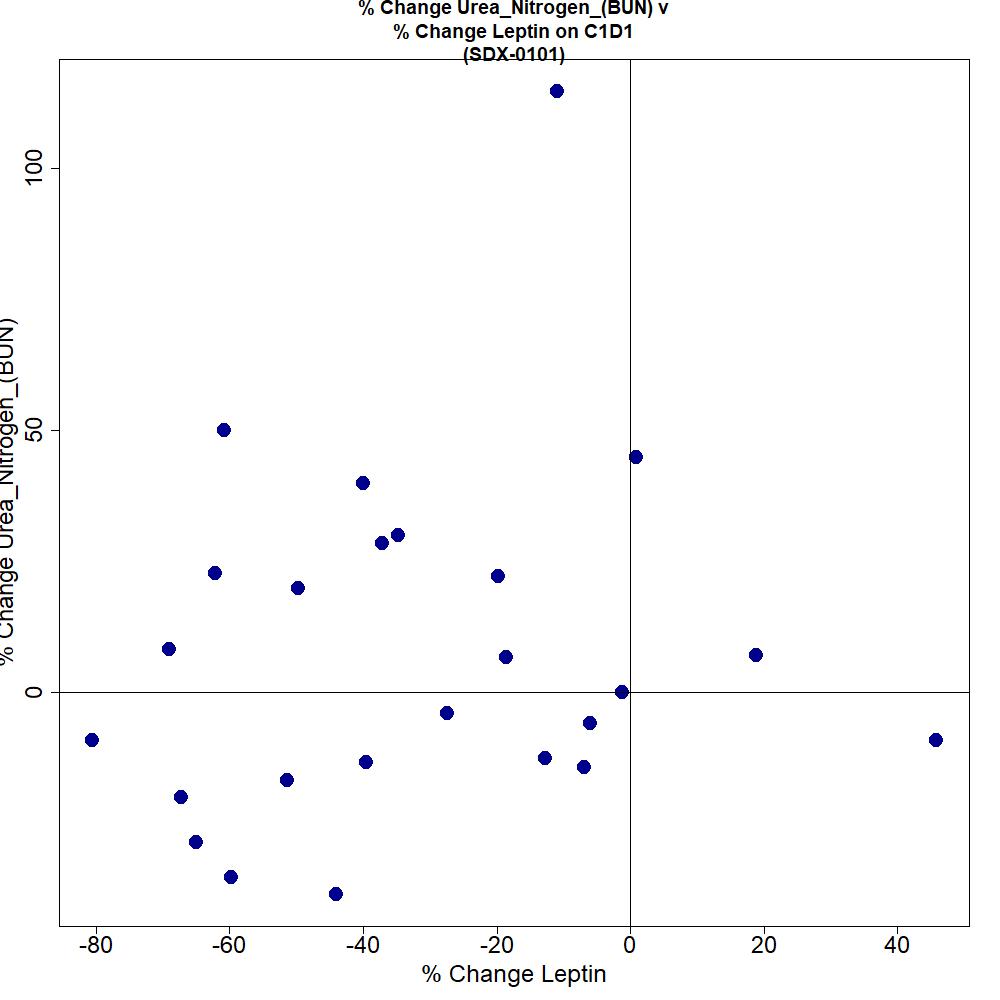 % Change Urea_Nitrogen_(BUN) v
% Change Leptin on C1D1
(SDX-0101)
% Change Urea_Nitrogen_(BUN)
100
50
0
-80 -60 -40 -20 0 20 40
% Change Leptin